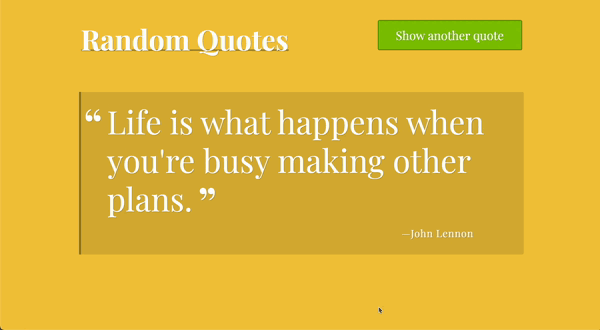 Random Quotes
Show another quote
“ Life is what happens when
you're busy making other
plans. ”
—John Lennon